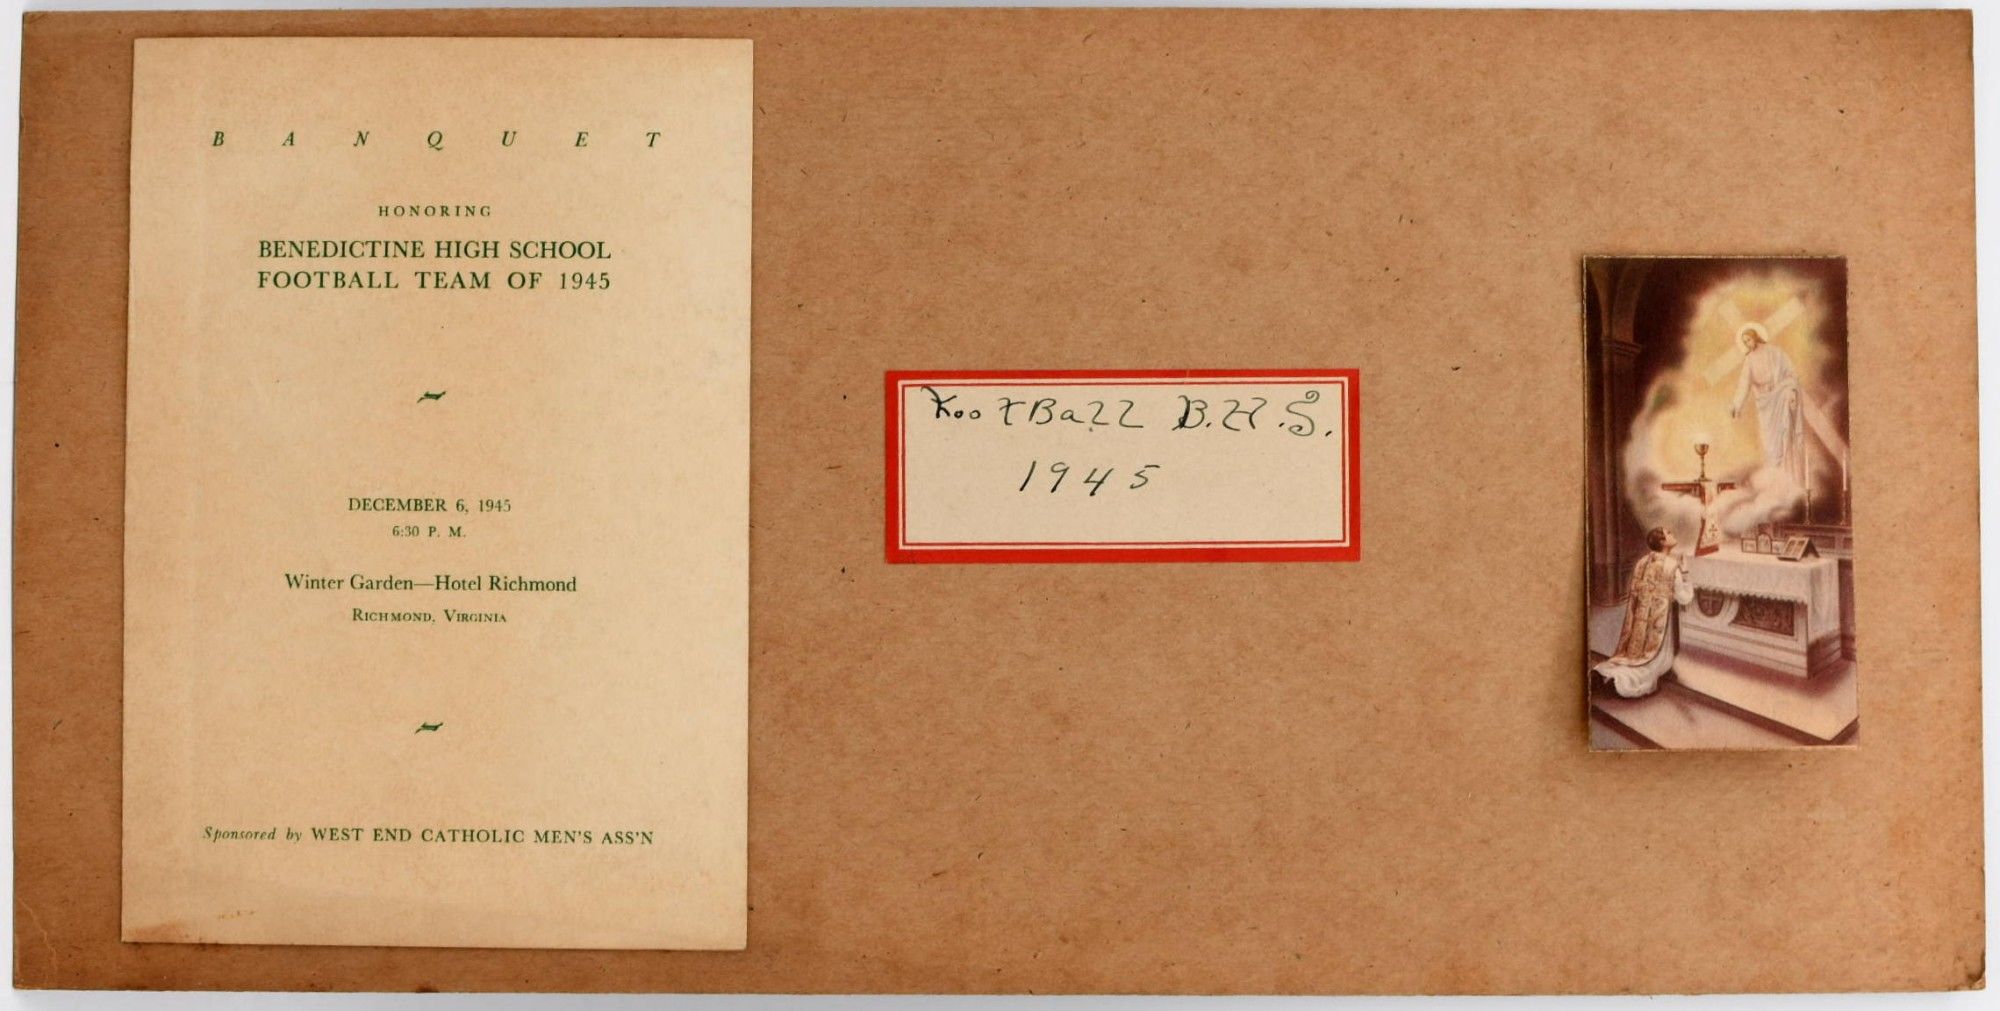 BANQUET
HONORING
BENEDICTINE HIGH SCHOOL
FOOTBALL TEAM OF 1945
DECEMBER 6, 1945
6:30 P. M.
Winter Garden—Hotel Richmond
RICHMOND, VIRGINIA
Sponsored by WEST END CATHOLIC MEN'S ASS'N
FootBall B.H.S.
1945